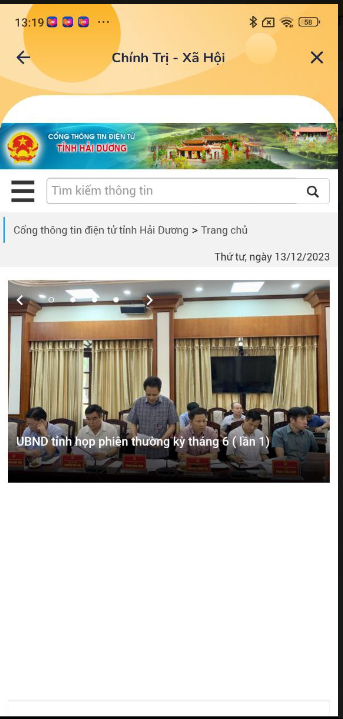 13:19
58
Chính Trị - Xã Hội
CỔNG THÔNG TIN ĐIỆN TỬ
TỈNH HẢI DƯƠNG
Tìm kiếm thông tin
Cổng thông tin điện tử tỉnh Hải Dương > Trang chủ
Thứ tư, ngày 13/12/2023
UBND tỉnh họp phiên thường kỳ tháng 6 ( lần 1)